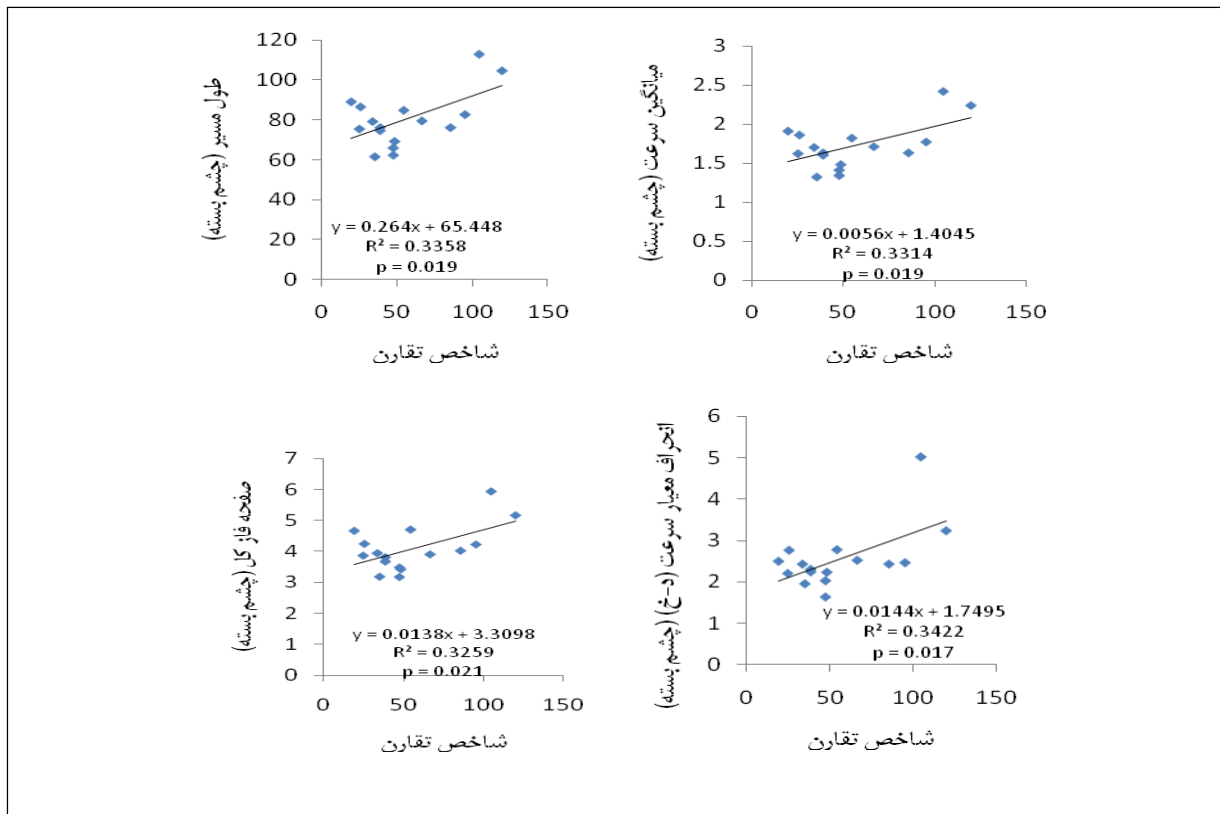 طول مسیر (چشم بسته)
120
100
80
60
40
20
0
y = 0.264x + 65.448
R² = 0.3358
p = 0.019
0 50 100 150
شاخص تقارن
میانگین سرعت (چشم بسته)
3
2.5
2
1.5
1
0.5
0
y = 0.0056x + 1.4045
R² = 0.3314
p = 0.019
0 50 100 150
شاخص تقارن
صفحه فاز کل (چشم بسته)
7
6
5
4
3
2
1
0
y = 0.0138x + 3.3098
R² = 0.3259
p = 0.021
0 50 100 150
شاخص تقارن
انحراف معیار سرعت (د-خ) (چشم بسته)
6
5
4
3
2
1
0
y = 0.0144x + 1.7495
R² = 0.3422
p = 0.017
0 50 100 150
شاخص تقارن